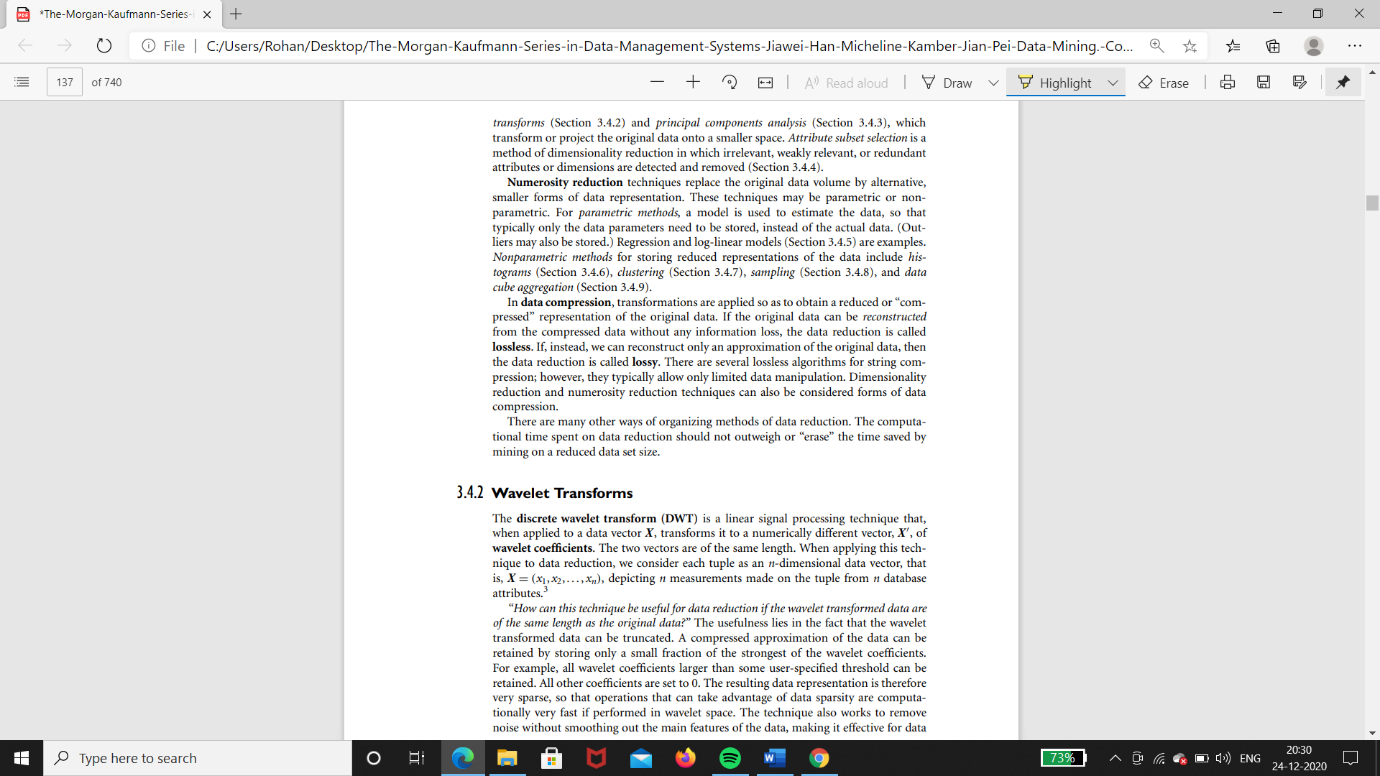 *The-Morgan-Kaufmann-Series-
File | C:/Users/Rohan/Desktop/The-Morgan-Kaufmann-Series-in-Data-Management-Systems-Jiawei-Han-Micheline-Kamber-Jian-Pei-Data-Mining.-Co...
137 of 740
Read aloud
Draw
Highlight
Erase
transforms (Section 3.4.2) and principal components analysis (Section 3.4.3), which
transform or project the original data onto a smaller space. Attribute subset selection is a
method of dimensionality reduction in which irrelevant, weakly relevant, or redundant
attributes or dimensions are detected and removed (Section 3.4.4).
Numerosity reduction techniques replace the original data volume by alternative,
smaller forms of data representation. These techniques may be parametric or non-
parametric. For parametric methods, a model is used to estimate the data, so that
typically only the data parameters need to be stored, instead of the actual data. (Out-
liers may also be stored.) Regression and log-linear models (Section 3.4.5) are examples.
Nonparametric methods for storing reduced representations of the data include his-
tograms (Section 3.4.6), clustering (Section 3.4.7), sampling (Section 3.4.8), and data
cube aggregation (Section 3.4.9).
In data compression, transformations are applied so as to obtain a reduced or “com-
pressed” representation of the original data. If the original data can be reconstructed
from the compressed data without any information loss, the data reduction is called
lossless. If, instead, we can reconstruct only an approximation of the original data, then
the data reduction is called lossy. There are several lossless algorithms for string com-
pression; however, they typically allow only limited data manipulation. Dimensionality
reduction and numerosity reduction techniques can also be considered forms of data
compression.
There are many other ways of organizing methods of data reduction. The computa-
tional time spent on data reduction should not outweigh or “erase” the time saved by
mining on a reduced data set size.
3.4.2 Wavelet Transforms
The discrete wavelet transform (DWT) is a linear signal processing technique that,
when applied to a data vector X, transforms it to a numerically different vector, X′, of
wavelet coefficients. The two vectors are of the same length. When applying this tech-
nique to data reduction, we consider each tuple as an n-dimensional data vector, that
is, X = (x₁,x₂,...,xₙ), depicting n measurements made on the tuple from n database
attributes.³
“How can this technique be useful for data reduction if the wavelet transformed data are
of the same length as the original data?” The usefulness lies in the fact that the wavelet
transformed data can be truncated. A compressed approximation of the data can be
retained by storing only a small fraction of the strongest of the wavelet coefficients.
For example, all wavelet coefficients larger than some user-specified threshold can be
retained. All other coefficients are set to 0. The resulting data representation is therefore
very sparse, so that operations that can take advantage of data sparsity are computa-
tionally very fast if performed in wavelet space. The technique also works to remove
noise without smoothing out the main features of the data, making it effective for data
Type here to search
73%
ENG
20:30
24-12-2020